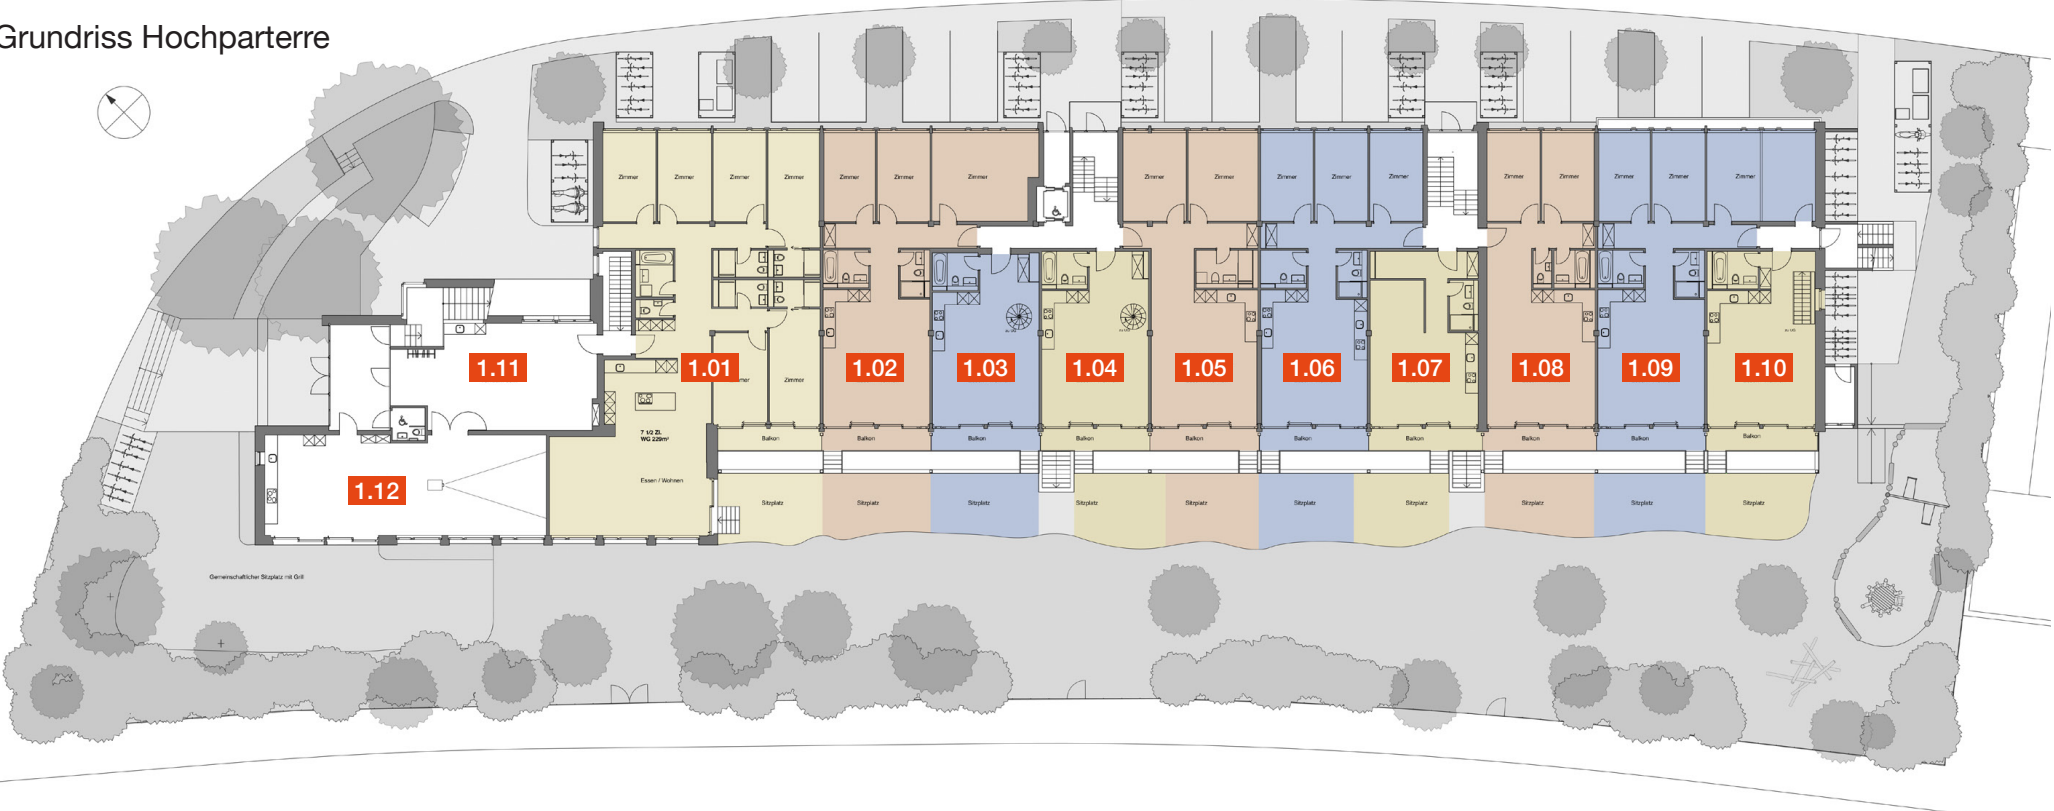 Grundriss Hochparterre
Zimmer Zimmer Zimmer Zimmer Zimmer Zimmer Zimmer Zimmer Zimmer Zimmer Zimmer Zimmer Zimmer Zimmer Zimmer Zimmer Zimmer
1.11 1.01 1.02 1.03 1.04 1.05 1.06 1.07 1.08 1.09 1.10
Zimmer Zimmer
7 1/2 Zi.
WG 229m²
Balkon Balkon Balkon Balkon Balkon Balkon Balkon Balkon Balkon Balkon
Essen / Wohnen
1.12
Sitzplatz Sitzplatz Sitzplatz Sitzplatz Sitzplatz Sitzplatz Sitzplatz Sitzplatz Sitzplatz Sitzplatz
Gemeinschaftlicher Sitzplatz mit Grill